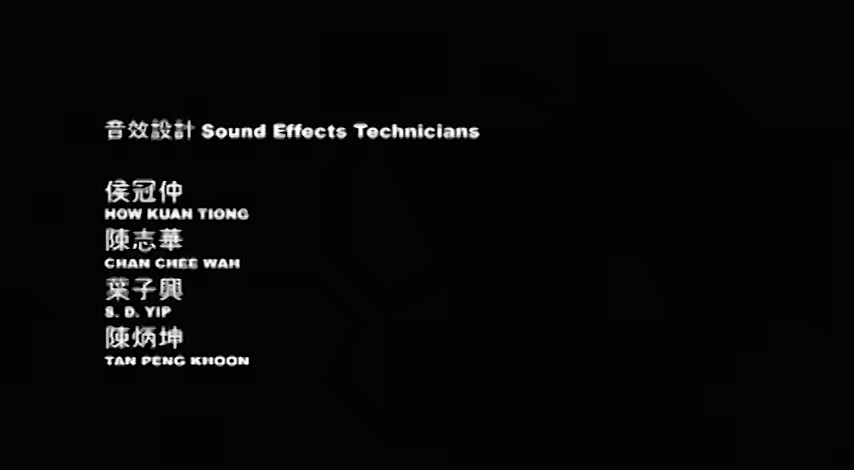 音效設計 Sound Effects Technicians
侯冠仲
HOW KUAN TIONG
陳志華
CHAN CHEE WAH
葉子興
S. D. YIP
陳炳坤
TAN PENG KHOON